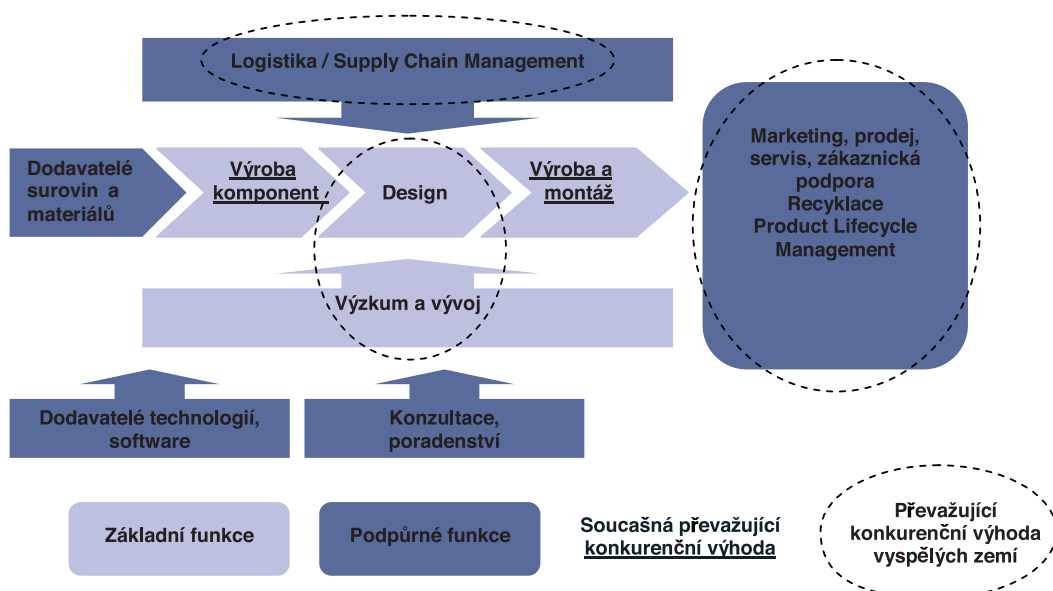 Logistika / Supply Chain Management
Dodavatelé
surovin a
materiálů
Výroba
komponent
Design
Výroba a
montáž
Marketing, prodej,
servis, zákaznická
podpora
Recyklace
Product Lifecycle
Management
Výzkum a vývoj
Dodavatelé technologií,
software
Konzultace,
poradenství
Základní funkce
Podpůrné funkce
Soucašná převažující
konkurenční výhoda
Převažující
konkurenční výhoda
vyspělých zemí